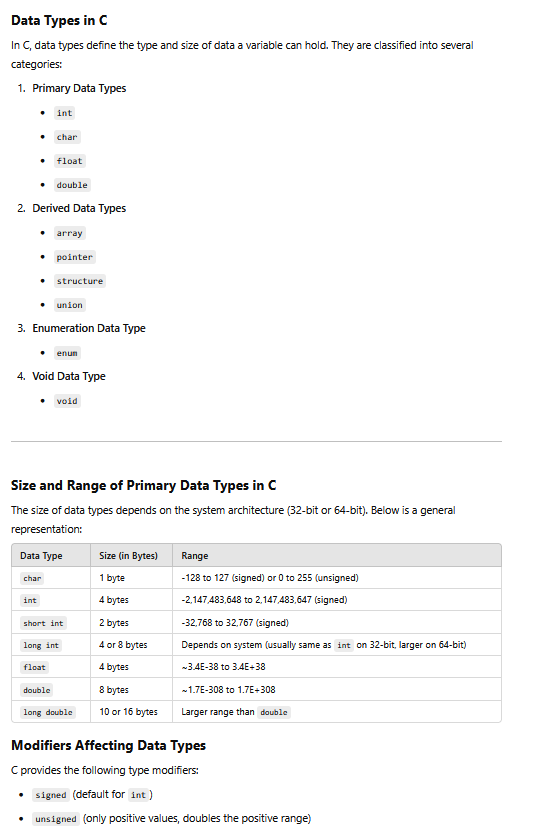 Data Types in C
In C, data types define the type and size of data a variable can hold. They are classified into several
categories:
1. Primary Data Types
• int
• char
• float
• double
2. Derived Data Types
• array
• pointer
• structure
• union
3. Enumeration Data Type
• enum
4. Void Data Type
• void
Size and Range of Primary Data Types in C
The size of data types depends on the system architecture (32-bit or 64-bit). Below is a general
representation:
Data Type Size (in Bytes) Range
char 1 byte -128 to 127 (signed) or 0 to 255 (unsigned)
int 4 bytes -2,147,483,648 to 2,147,483,647 (signed)
short int 2 bytes -32,768 to 32,767 (signed)
long int 4 or 8 bytes Depends on system (usually same as int on 32-bit, larger on 64-bit)
float 4 bytes ~3.4E-38 to 3.4E+38
double 8 bytes ~1.7E-308 to 1.7E+308
long double 10 or 16 bytes Larger range than double
Modifiers Affecting Data Types
C provides the following type modifiers:
• signed (default for int)
• unsigned (only positive values, doubles the positive range)